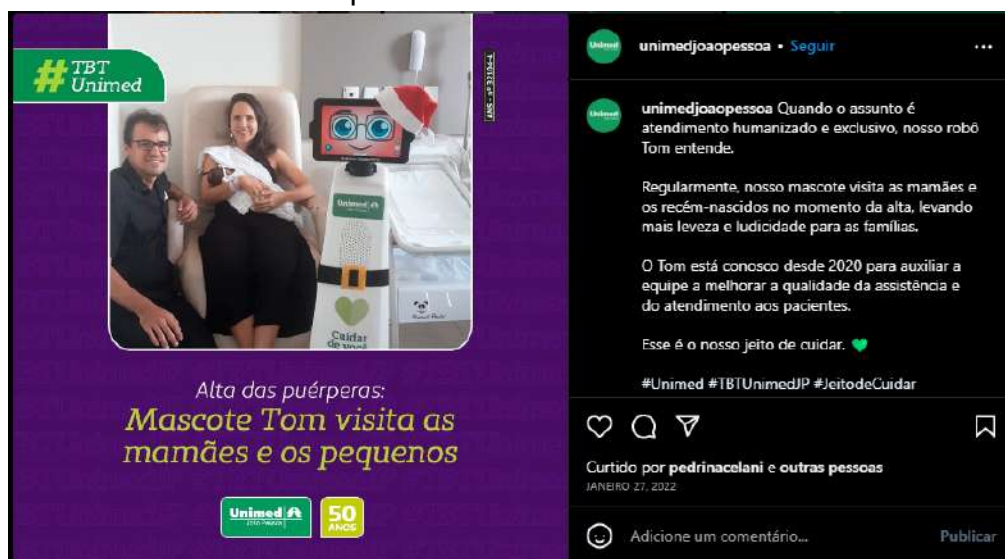 # TBT
Unimed
ANS - nº 32104-4
Unimed
Cuidar
de você
Alta das puérperas:
Mascote Tom visita as
mamães e os pequenos
Unimed
João Pessoa
50
ANOS
unimedjoaopessoa • Seguir
unimedjoaopessoa Quando o assunto é
atendimento humanizado e exclusivo, nosso robô
Tom entende.
Regularmente, nosso mascote visita as mamães e
os recém-nascidos no momento da alta, levando
mais leveza e ludicidade para as famílias.
O Tom está conosco desde 2020 para auxiliar a
equipe a melhorar a qualidade da assistência e
do atendimento aos pacientes.
Esse é o nosso jeito de cuidar. 💚
#Unimed #TBTUnimedJP #JeitodeCuidar
Curtido por pedrinacelani e outras pessoas
JANEIRO 27, 2022
Adicione um comentário...
Publicar